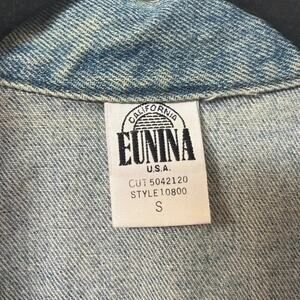 CALIFORNIA
EUNINA
U.S.A.
CUT 5042120
STYLE 10800
S